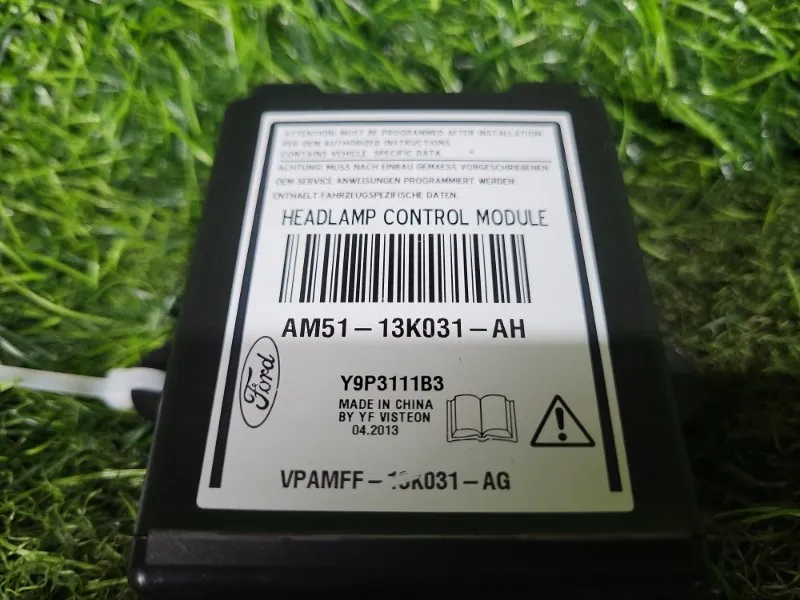 ATTENTION: MUST BE PROGRAMMED AFTER INSTALLATION
PER OEM AUTHORIZED INSTRUCTIONS
CONTAINS VEHICLE SPECIFIC DATA
ACHTUNG: MUSS NACH EINBAU GEMAESS VORGESCHRIEBENEN
OEM SERVICE ANWEISUNGEN PROGRAMMIERT WERDEN.
ENTHAELT FAHRZEUGSPEZIFISCHE DATEN.
HEADLAMP CONTROL MODULE
AM51-13K031-AH
Ford
Y9P3111B3
MADE IN CHINA
BY YF VISTEON
04.2013
VPAMFF-13K031-AG